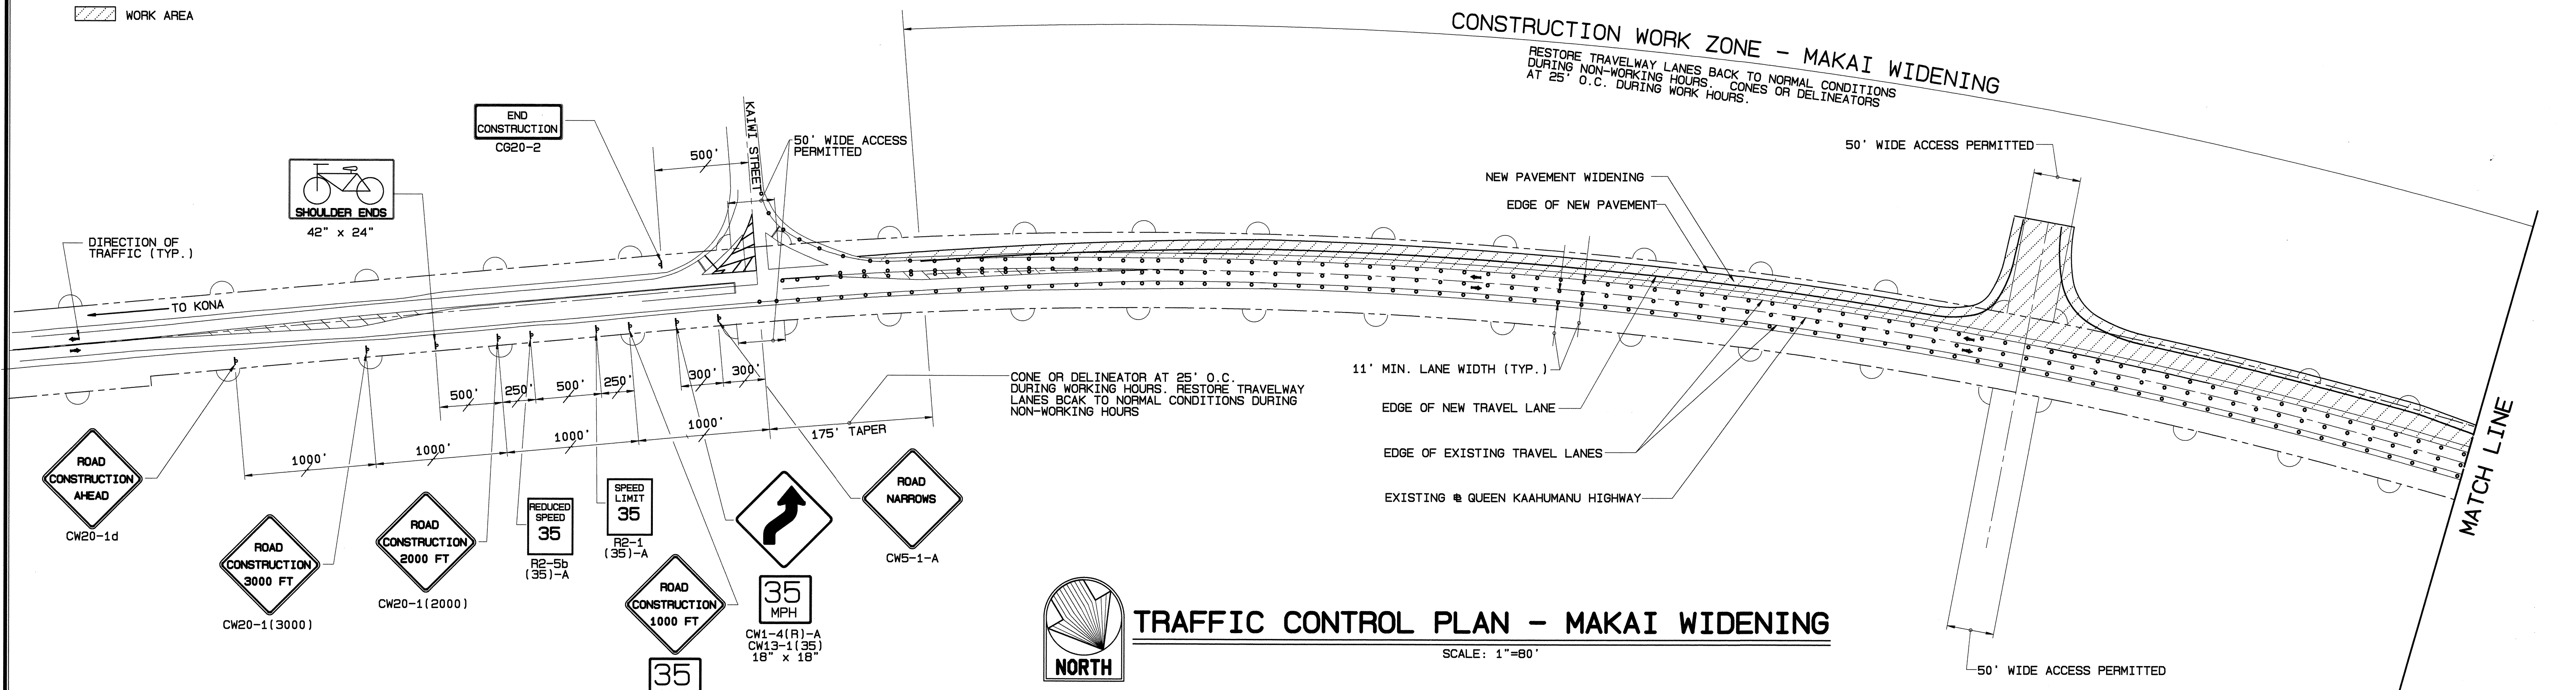 WORK AREA
CONSTRUCTION WORK ZONE - MAKAI WIDENING
RESTORE TRAVELWAY LANES BACK TO NORMAL CONDITIONS
DURING NON-WORKING HOURS. CONES OR DELINEATORS
AT 25' O.C. DURING WORK HOURS.
END
CONSTRUCTION
CG20-2
500'
KAIWI STREET
50' WIDE ACCESS
PERMITTED
50' WIDE ACCESS PERMITTED
SHOULDER ENDS
42" x 24"
NEW PAVEMENT WIDENING
EDGE OF NEW PAVEMENT
DIRECTION OF
TRAFFIC (TYP.)
TO KONA
11' MIN. LANE WIDTH (TYP.)
EDGE OF NEW TRAVEL LANE
EDGE OF EXISTING TRAVEL LANES
EXISTING ℄ QUEEN KAAHUMANU HIGHWAY
CONE OR DELINEATOR AT 25' O.C.
DURING WORKING HOURS. RESTORE TRAVELWAY
LANES BCAK TO NORMAL CONDITIONS DURING
NON-WORKING HOURS
500'
250'
500'
250'
300'
300'
1000'
1000'
1000'
1000'
175' TAPER
ROAD
CONSTRUCTION
AHEAD
CW20-1d
ROAD
CONSTRUCTION
3000 FT
CW20-1(3000)
ROAD
CONSTRUCTION
2000 FT
CW20-1(2000)
REDUCED
SPEED
35
R2-5b
(35)-A
SPEED
LIMIT
35
R2-1
(35)-A
ROAD
CONSTRUCTION
1000 FT
35
35
MPH
CW1-4(R)-A
CW13-1(35)
18" x 18"
ROAD
NARROWS
CW5-1-A
NORTH
TRAFFIC CONTROL PLAN - MAKAI WIDENING
SCALE: 1"=80'
50' WIDE ACCESS PERMITTED
MATCH LINE